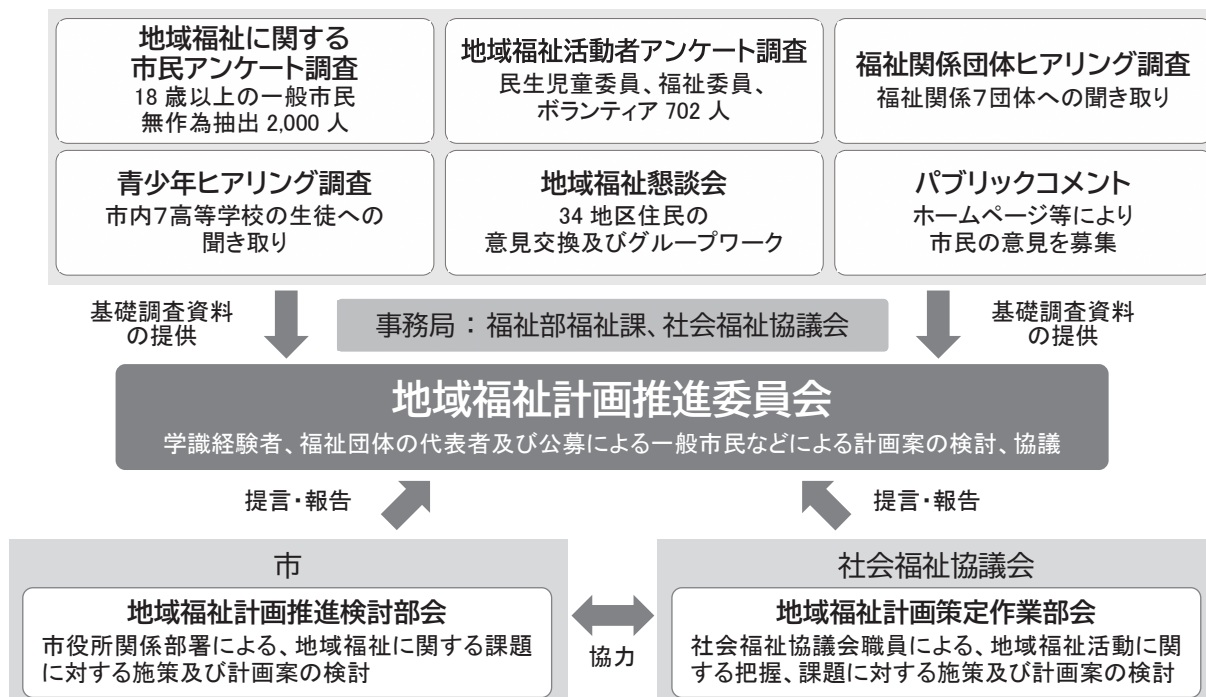 地域福祉に関する
市民アンケート調査
18 歳以上の一般市民
無作為抽出 2,000 人
地域福祉活動者アンケート調査
民生児童委員、福祉委員、
ボランティア 702 人
福祉関係団体ヒアリング調査
福祉関係7団体への聞き取り
青少年ヒアリング調査
市内7高等学校の生徒への
聞き取り
地域福祉懇談会
34 地区住民の
意見交換及びグループワーク
パブリックコメント
ホームページ等により
市民の意見を募集
基礎調査資料
の提供
事務局：福祉部福祉課、社会福祉協議会
基礎調査資料
の提供
地域福祉計画推進委員会
学識経験者、福祉団体の代表者及び公募による一般市民などによる計画案の検討、協議
提言・報告
提言・報告
市
地域福祉計画推進検討部会
市役所関係部署による、地域福祉に関する課題
に対する施策及び計画案の検討
協力
社会福祉協議会
地域福祉計画策定作業部会
社会福祉協議会職員による、地域福祉活動に関
する把握、課題に対する施策及び計画案の検討